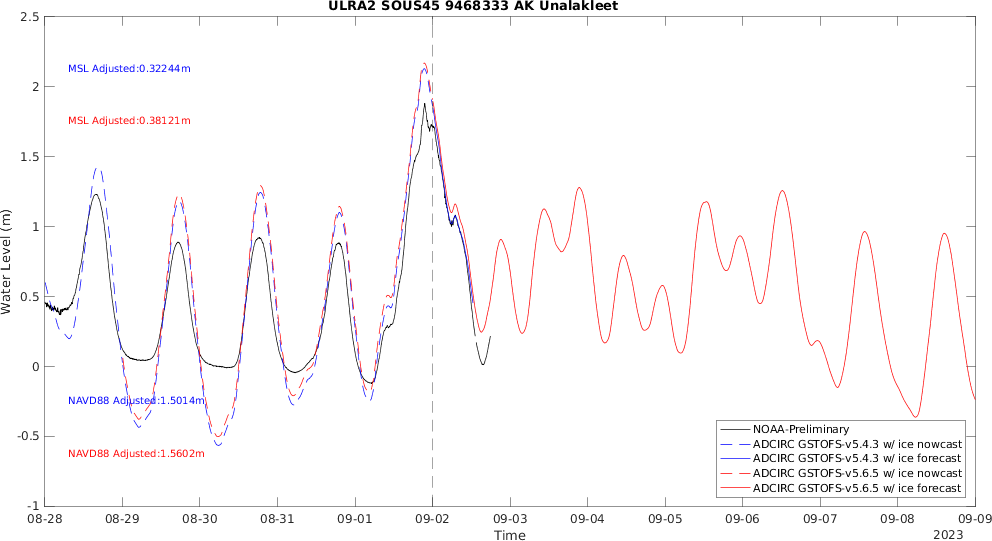 ULRA2 SOUS45 9468333 AK Unalakleet
2.5
MSL Adjusted:0.32244m
2
MSL Adjusted:0.38121m
1.5
1
Water Level (m)
0.5
0
NAVD88 Adjusted:1.5014m
-0.5
NAVD88 Adjusted:1.5602m
-1
NOAA-Preliminary
ADCIRC GSTOFS-v5.4.3 w/ ice nowcast
ADCIRC GSTOFS-v5.4.3 w/ ice forecast
ADCIRC GSTOFS-v5.6.5 w/ ice nowcast
ADCIRC GSTOFS-v5.6.5 w/ ice forecast
08-28 08-29 08-30 08-31 09-01 09-02 09-03 09-04 09-05 09-06 09-07 09-08 09-09
Time
2023